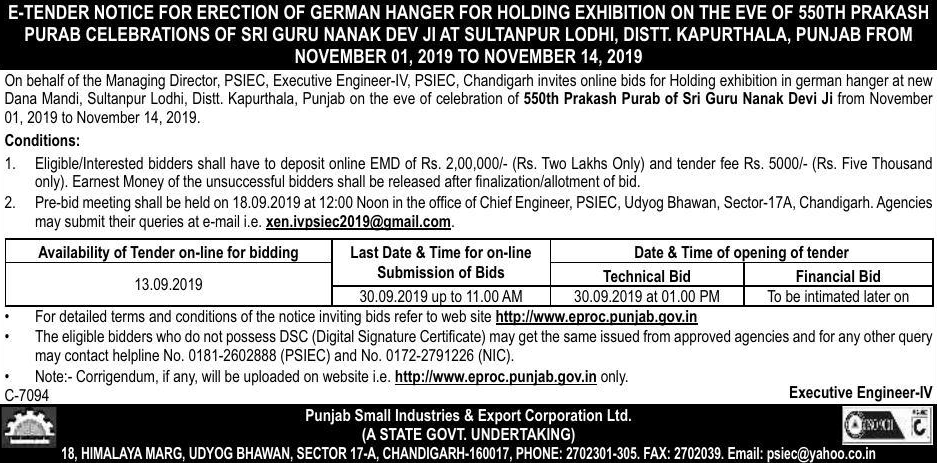 E-TENDER NOTICE FOR ERECTION OF GERMAN HANGER FOR HOLDING EXHIBITION ON THE EVE OF 550TH PRAKASH
PURAB CELEBRATIONS OF SRI GURU NANAK DEV JI AT SULTANPUR LODHI, DISTT. KAPURTHALA, PUNJAB FROM
NOVEMBER 01, 2019 TO NOVEMBER 14, 2019
On behalf of the Managing Director, PSIEC, Executive Engineer-IV, PSIEC, Chandigarh invites online bids for Holding exhibition in german hanger at new
Dana Mandi, Sultanpur Lodhi, Distt. Kapurthala, Punjab on the eve of celebration of 550th Prakash Purab of Sri Guru Nanak Devi Ji from November
01, 2019 to November 14, 2019.
Conditions:
1. Eligible/Interested bidders shall have to deposit online EMD of Rs. 2,00,000/- (Rs. Two Lakhs Only) and tender fee Rs. 5000/- (Rs. Five Thousand
only). Earnest Money of the unsuccessful bidders shall be released after finalization/allotment of bid.
2. Pre-bid meeting shall be held on 18.09.2019 at 12:00 Noon in the office of Chief Engineer, PSIEC, Udyog Bhawan, Sector-17A, Chandigarh. Agencies
may submit their queries at e-mail i.e. xen.ivpsiec2019@gmail.com.
Availability of Tender on-line for bidding
13.09.2019
Last Date & Time for on-line
Submission of Bids
30.09.2019 up to 11.00 AM
Date & Time of opening of tender
Technical Bid
Financial Bid
30.09.2019 at 01.00 PM
To be intimated later on
• For detailed terms and conditions of the notice inviting bids refer to web site http://www.eproc.punjab.gov.in
• The eligible bidders who do not possess DSC (Digital Signature Certificate) may get the same issued from approved agencies and for any other query
may contact helpline No. 0181-2602888 (PSIEC) and No. 0172-2791226 (NIC).
• Note:- Corrigendum, if any, will be uploaded on website i.e. http://www.eproc.punjab.gov.in only.
C-7094
Executive Engineer-IV
Punjab Small Industries & Export Corporation Ltd.
(A STATE GOVT. UNDERTAKING)
18, HIMALAYA MARG, UDYOG BHAWAN, SECTOR 17-A, CHANDIGARH-160017, PHONE: 2702301-305. FAX: 2702039. Email: psiec@yahoo.co.in